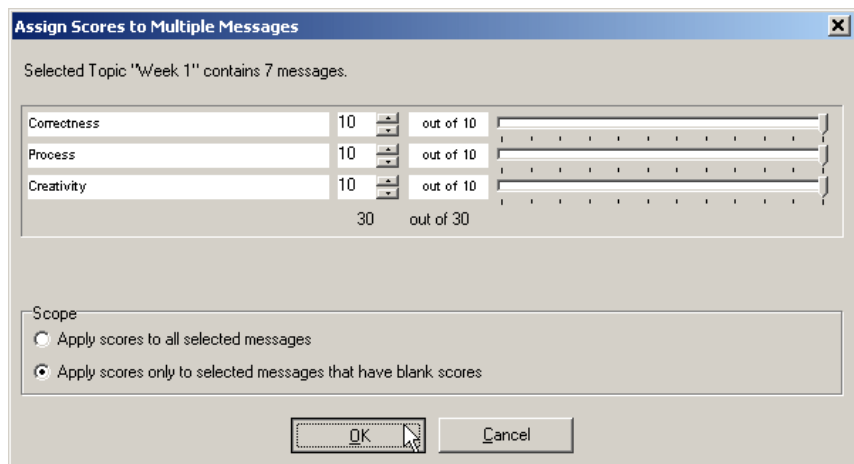 Assign Scores to Multiple Messages
Selected Topic "Week 1" contains 7 messages.
Correctness 10 out of 10
Process 10 out of 10
Creativity 10 out of 10
30 out of 30
Scope
Apply scores to all selected messages
Apply scores only to selected messages that have blank scores
OK Cancel